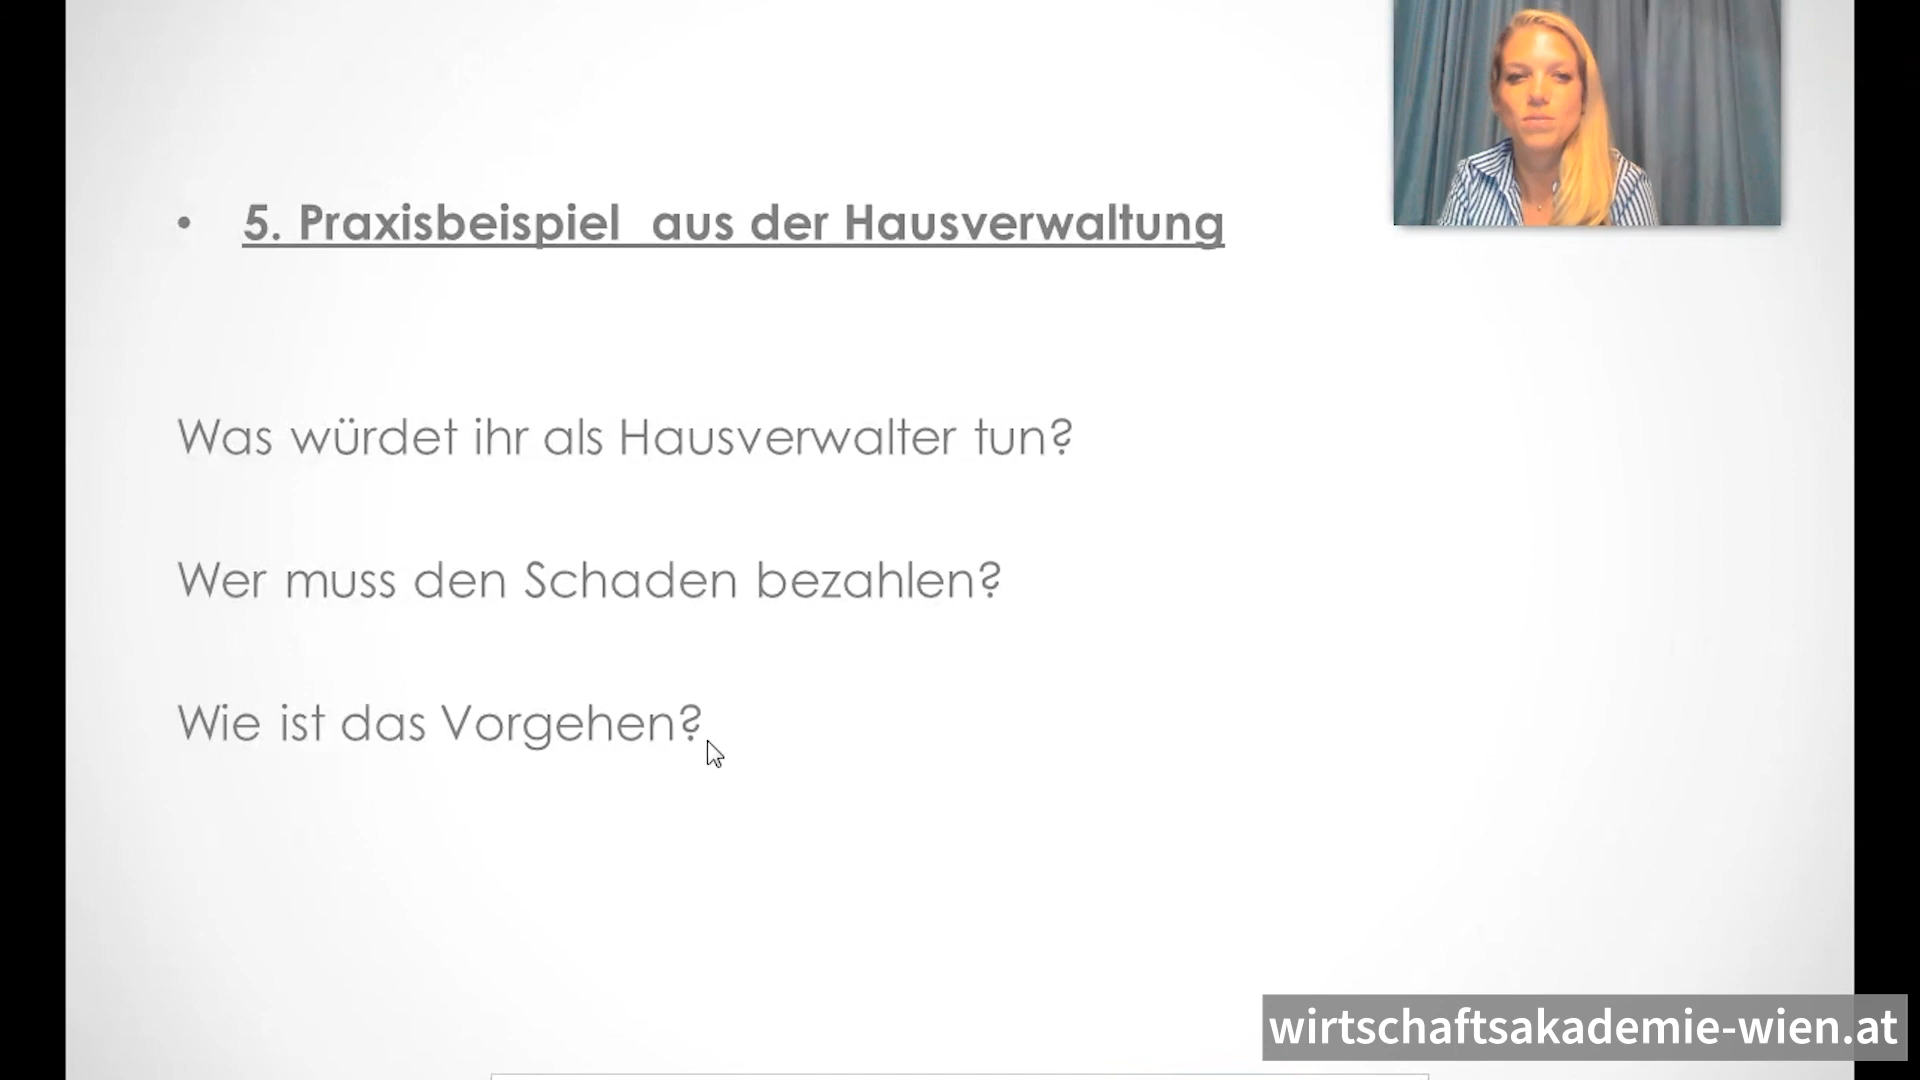 • 5. Praxisbeispiel  aus der Hausverwaltung
Was würdet ihr als Hausverwalter tun?
Wer muss den Schaden bezahlen?
Wie ist das Vorgehen?
wirtschaftsakademie-wien.at